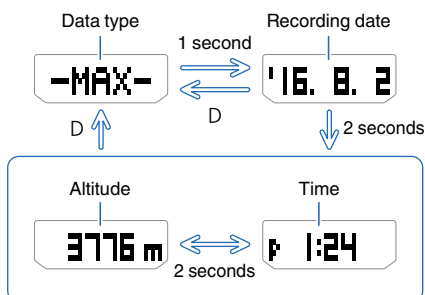 Data type
Recording date
1 second
-MAX-
'16. 8. 2
D
D
2 seconds
Altitude
Time
3776 m
P 1:24
2 seconds